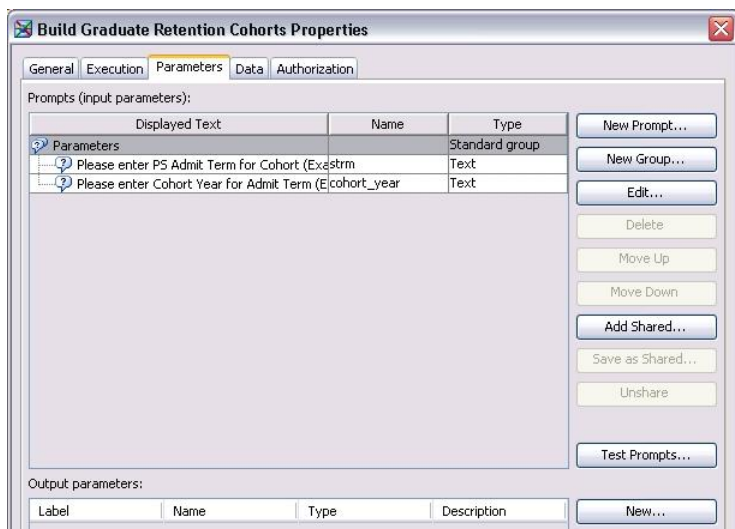 Build Graduate Retention Cohorts Properties
General Execution Parameters Data Authorization
Prompts (input parameters):
Displayed Text Name Type
Parameters Standard group
Please enter PS Admit Term for Cohort (Exa strm Text
Please enter Cohort Year for Admit Term (E cohort_year Text
New Prompt...
New Group...
Edit...
Delete
Move Up
Move Down
Add Shared...
Save as Shared...
Unshare
Test Prompts...
Output parameters:
Label Name Type Description New...